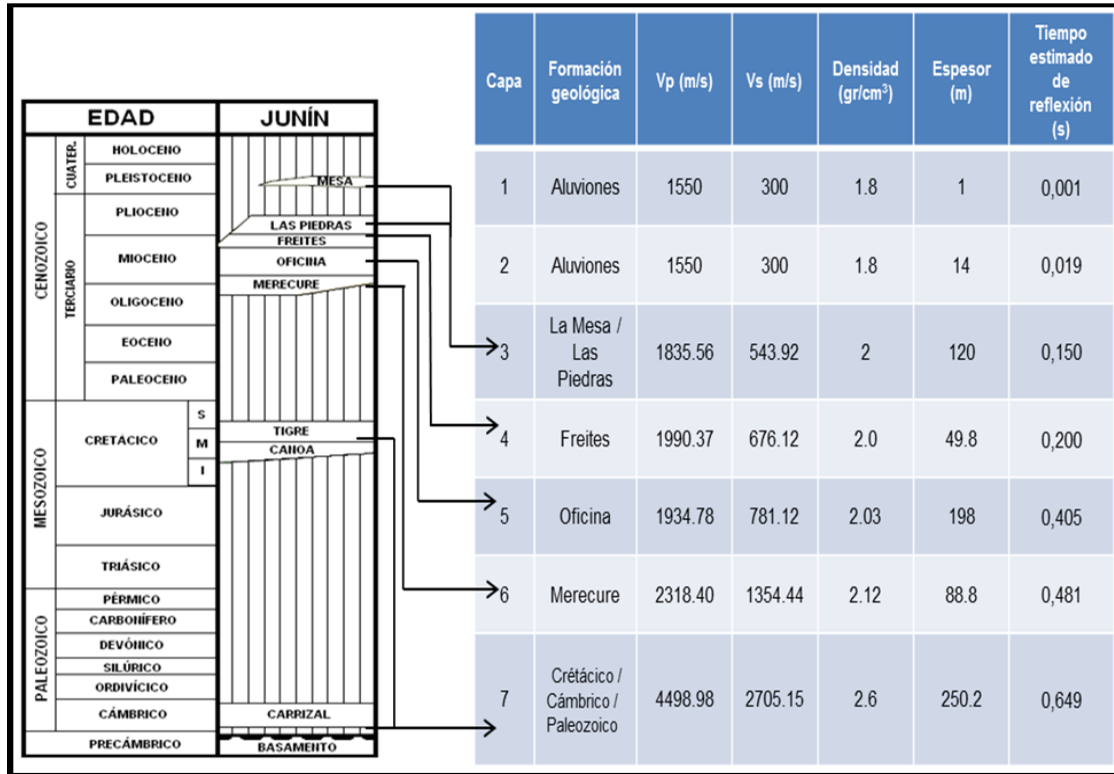 EDAD
JUNÍN
CENOZOICO
CUATER.
HOLOCENO
PLEISTOCENO
TERCIARIO
PLIOCENO
MIOCENO
OLIGOCENO
EOCENO
PALEOCENO
MESOZOICO
CRETÁCICO
S
M
I
JURÁSICO
TRIÁSICO
PALEOZOICO
PÉRMICO
CARBONÍFERO
DEVÓNICO
SILÚRICO
ORDIVÍCICO
CÁMBRICO
PRECÁMBRICO
MESA
LAS PIEDRAS
FREITES
OFICINA
MERECURE
TIGRE
CANOA
CARRIZAL
BASAMENTO
Capa Formación geológica Vp (m/s) Vs (m/s) Densidad (gr/cm³) Espesor (m) Tiempo estimado de reflexión (s)
1 Aluviones 1550 300 1.8 1 0,001
2 Aluviones 1550 300 1.8 14 0,019
3 La Mesa / Las Piedras 1835.56 543.92 2 120 0,150
4 Freites 1990.37 676.12 2.0 49.8 0,200
5 Oficina 1934.78 781.12 2.03 198 0,405
6 Merecure 2318.40 1354.44 2.12 88.8 0,481
7 Crétácico / Cámbrico / Paleozoico 4498.98 2705.15 2.6 250.2 0,649